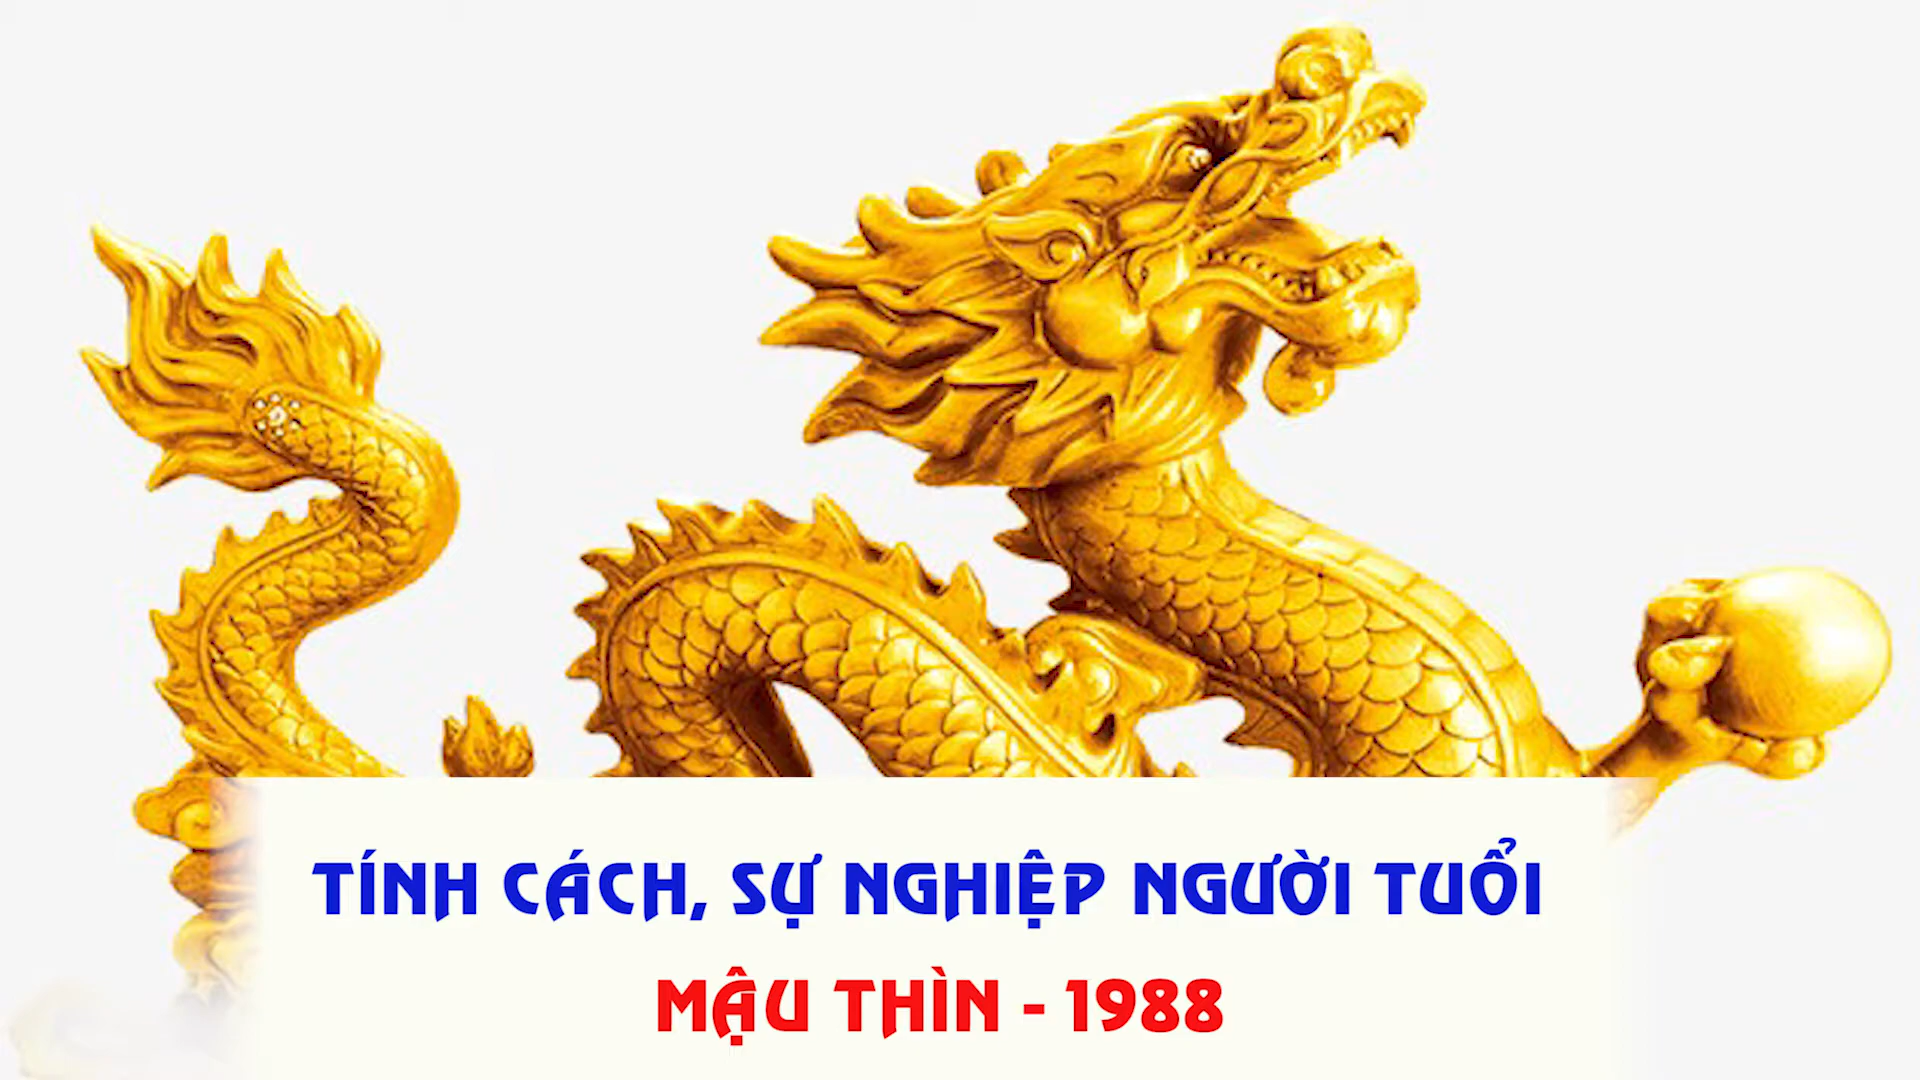 TÍNH CÁCH, SỰ NGHIỆP NGƯỜI TUỔI
MẬU THÌN - 1988